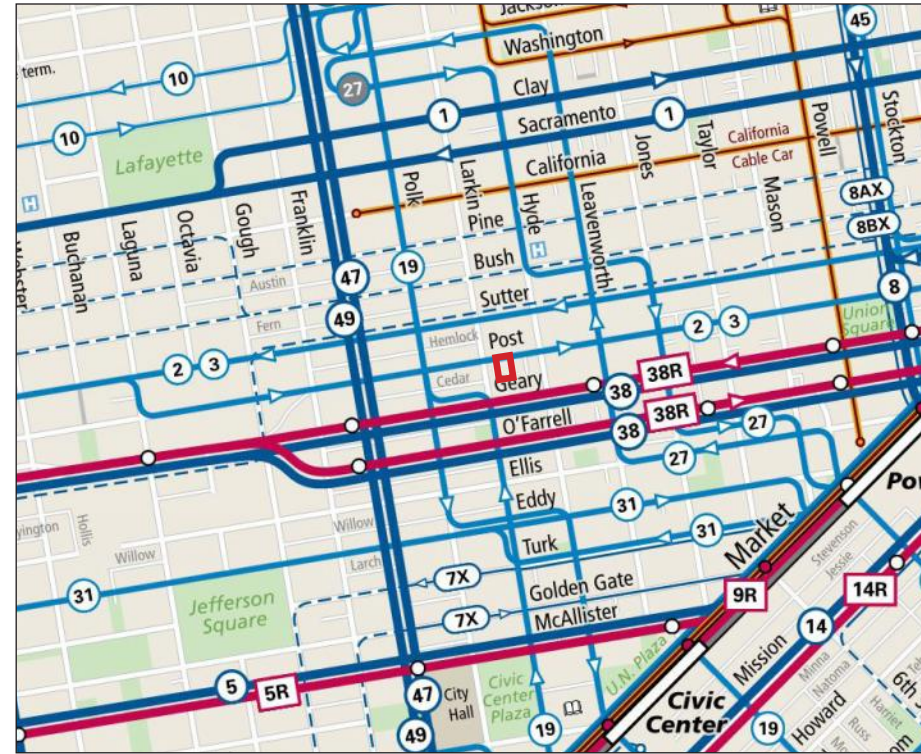 Jackson
45
Washington
term.
10
27
Clay
1
Sacramento
1
10
Lafayette
California
Jones
Taylor
California
Cable Car
Powell
Stockton
Polk
Larkin
Pine
Hyde
H
Leavenworth
Mason
8AX
8BX
H
Buchanan
Laguna
Octavia
Gough
Franklin
Webster
47
19
Bush
H
8
Austin
49
Sutter
Union
Square
Fern
Hemlock
Post
2
3
2
3
Cedar
Geary
38
38R
38R
O'Farrell
38
27
27
Ellis
Eddy
31
Pow
Hollis
Willow
Willow
Larch
Turk
31
Market
Stevenson
Jessie
31
7X
Golden Gate
9R
14R
Jefferson
Square
7X
McAllister
14
5
5R
47
City
Hall
Civic
Center
Plaza
U.N. Plaza
Mission
Minna
Natoma
6th
Civic
Center
Howard
Russ
Harriet
49
19
19